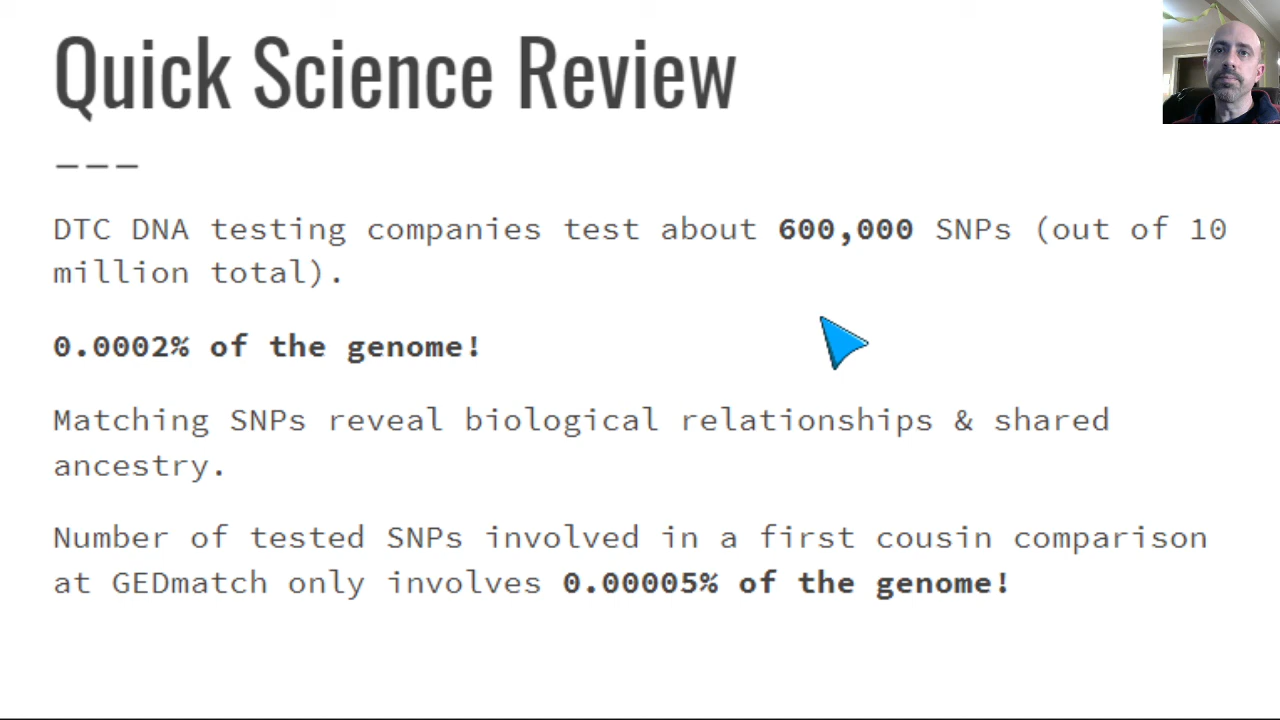 Quick Science Review
———
DTC DNA testing companies test about 600,000 SNPs (out of 10
million total).
0.0002% of the genome!
Matching SNPs reveal biological relationships & shared
ancestry.
Number of tested SNPs involved in a first cousin comparison
at GEDmatch only involves 0.00005% of the genome!